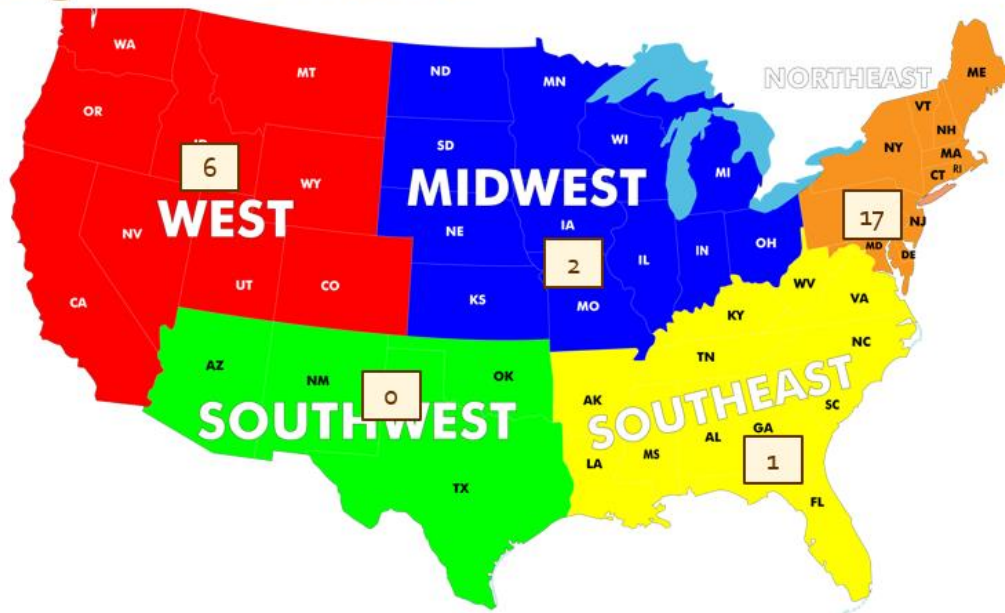 WA
MT
ND
MN
ME
NORTHEAST
VT
OR
NH
WI
SD
NY
MA
RI
CT
MI
6
WY
MIDWEST
WEST
17
NJ
NV
NE
IA
OH
MD
DE
IL
IN
2
UT
CO
WV
CA
KS
MO
VA
KY
NC
TN
AZ
NM
OK
0
AK
SC
SOUTHWEST
SOUTHEAST
GA
AL
MS
LA
1
TX
FL